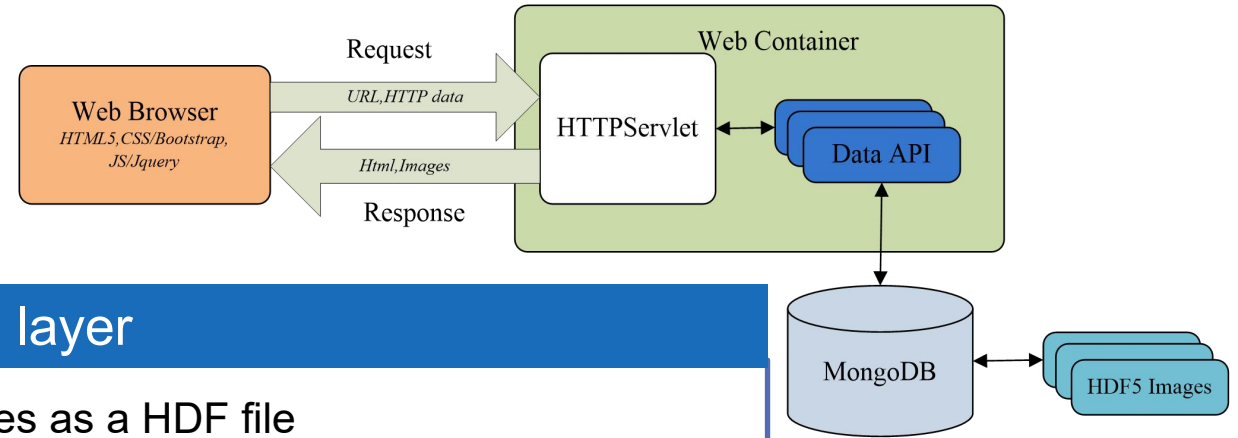 Web Container
Request
Web Browser
HTML5,CSS/Bootstrap,
JS/Jquery
URL,HTTP data
HTTPServlet
Data API
Html,Images
Response
layer
MongoDB
HDF5 Images
es as a HDF file